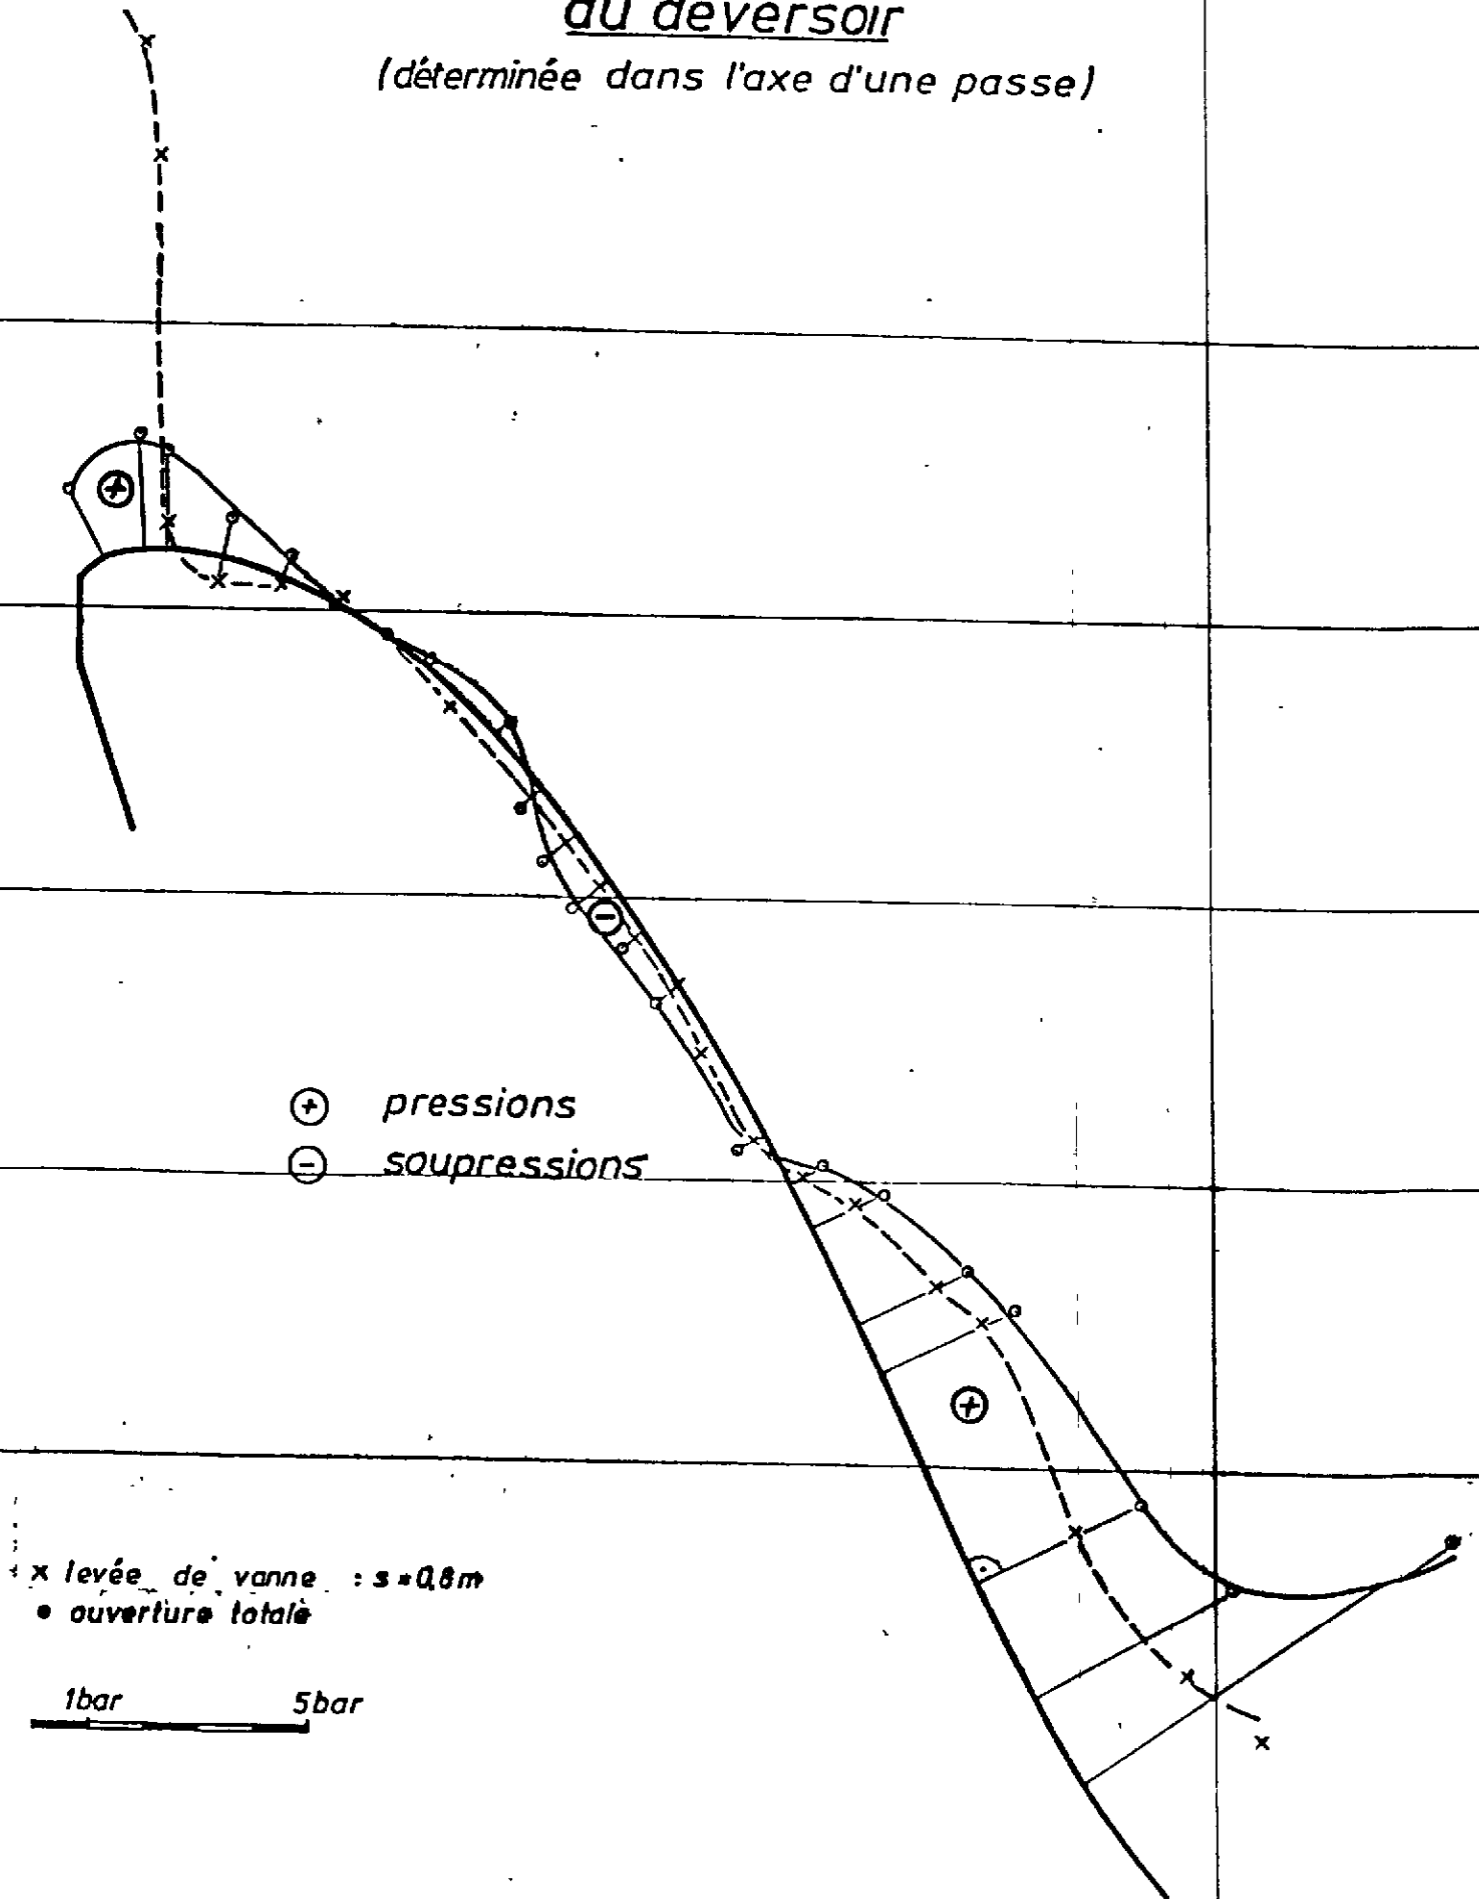 du déversoir
(déterminée dans l'axe d'une passe)
+ pressions
- soupressions
x levée de vanne : s=0,8m
• ouverture totale
1bar 5bar